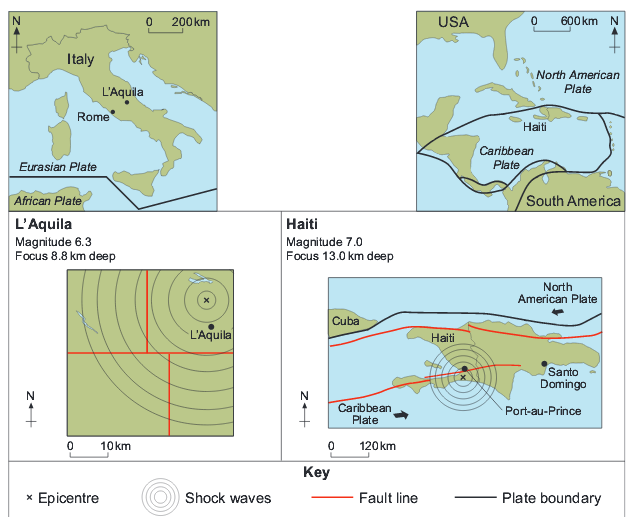 N
0 200 km
Italy
L'Aquila
Rome
Eurasian Plate
African Plate
USA
0 600 km
N
North American
Plate
Haiti
Caribbean
Plate
South America
L'Aquila
Magnitude 6.3
Focus 8.8 km deep
L'Aquila
N
0 10 km
Haiti
Magnitude 7.0
Focus 13.0 km deep
North
American Plate
Cuba
Haiti
Santo
Domingo
Port-au-Prince
Caribbean
Plate
N
0 120 km
Key
Epicentre
Shock waves
Fault line
Plate boundary